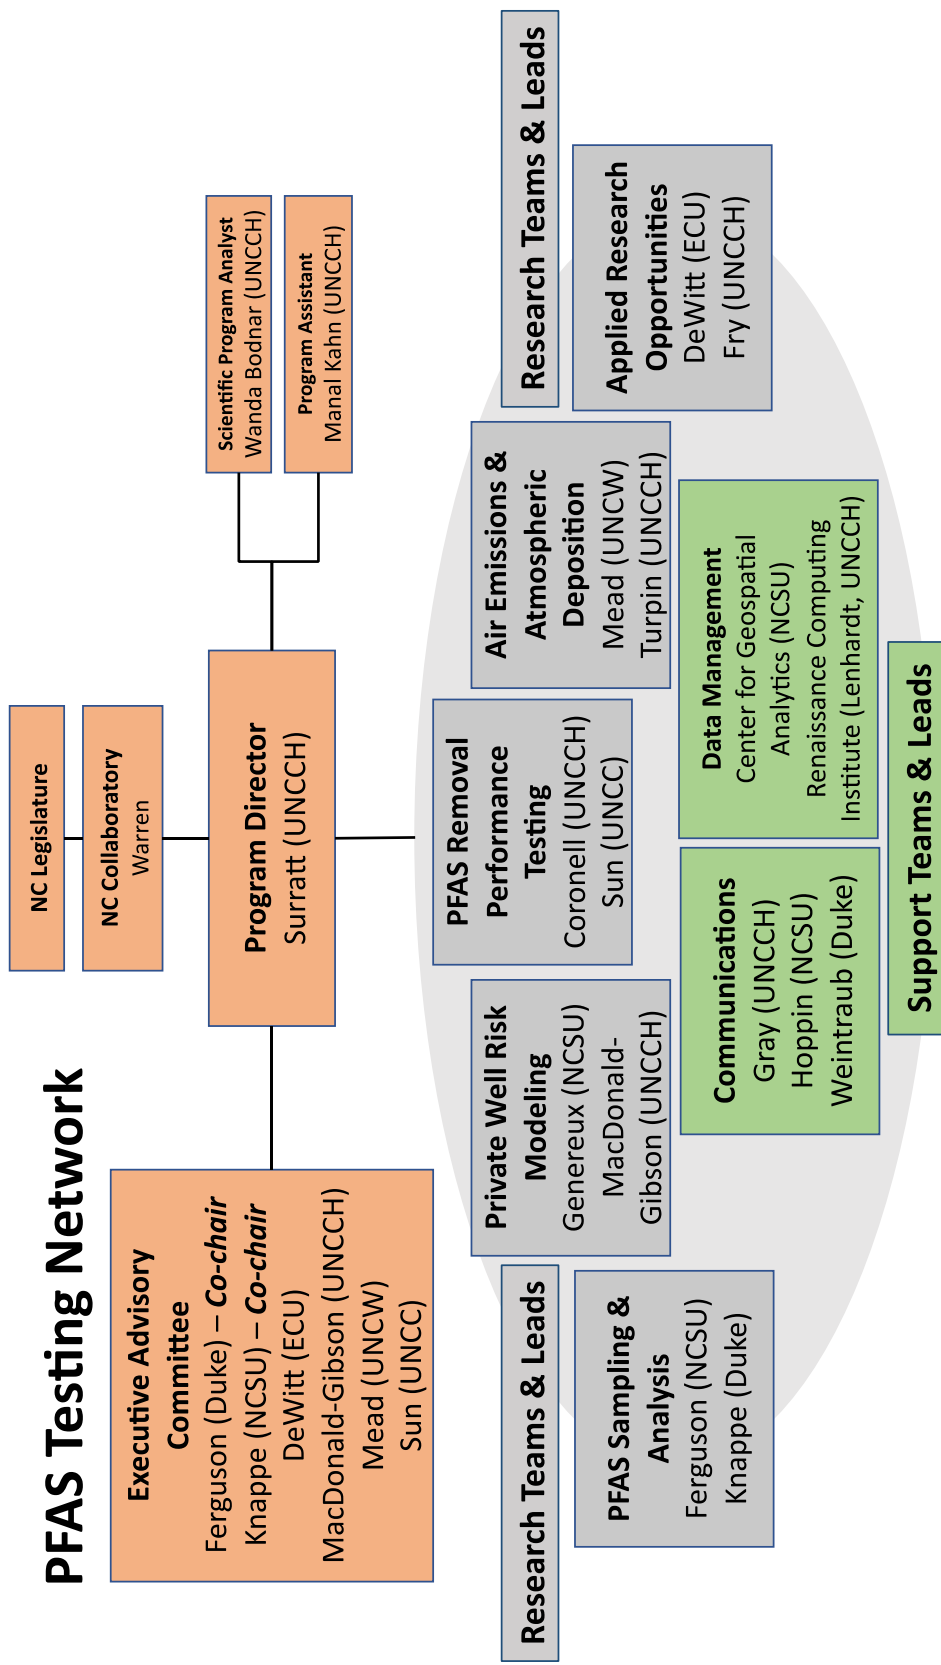 PFAS Testing Network
NC Legislature
NC Collaboratory
Warren
Program Director
Surratt (UNCCH)
Scientific Program Analyst
Wanda Bodnar (UNCCH)
Program Assistant
Manal Kahn (UNCCH)
Executive Advisory
Committee
Ferguson (Duke) – Co-chair
Knappe (NCSU) – Co-chair
DeWitt (ECU)
MacDonald-Gibson (UNCCH)
Mead (UNCW)
Sun (UNCC)
Research Teams & Leads
Research Teams & Leads
PFAS Sampling &
Analysis
Ferguson (NCSU)
Knappe (Duke)
Private Well Risk
Modeling
Genereux (NCSU)
MacDonald-
Gibson (UNCCH)
PFAS Removal
Performance
Testing
Coronell (UNCCH)
Sun (UNCC)
Air Emissions &
Atmospheric
Deposition
Mead (UNCW)
Turpin (UNCCH)
Applied Research
Opportunities
DeWitt (ECU)
Fry (UNCCH)
Communications
Gray (UNCCH)
Hoppin (NCSU)
Weintraub (Duke)
Data Management
Center for Geospatial
Analytics (NCSU)
Renaissance Computing
Institute (Lenhardt, UNCCH)
Support Teams & Leads